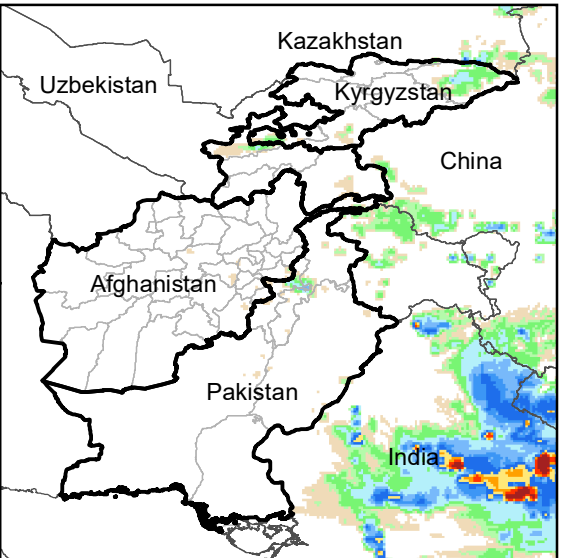 Kazakhstan
Uzbekistan
Kyrgyzstan
China
Afghanistan
Pakistan
India